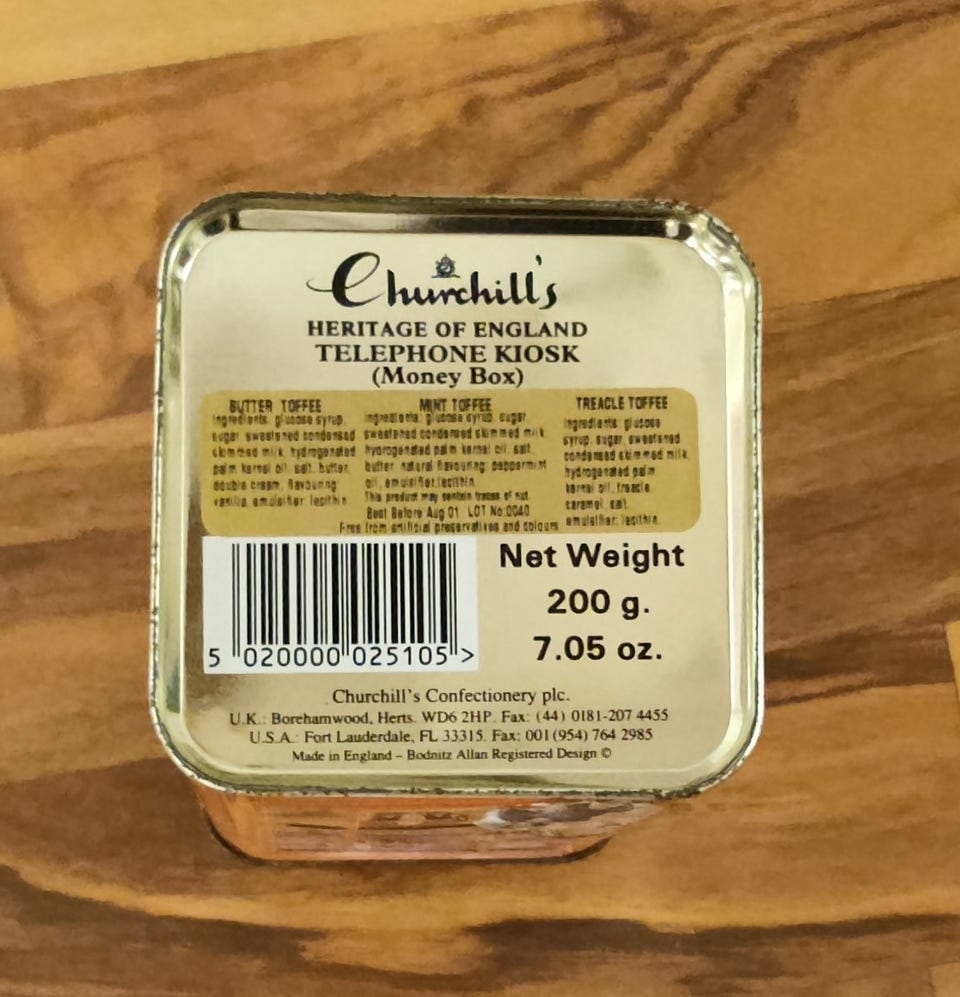 Churchill's
HERITAGE OF ENGLAND
TELEPHONE KIOSK
(Money Box)
BUTTER TOFFEE
Ingredients: glucose syrup,
sugar, sweetened condensed
skimmed milk, hydrogenated
palm kernel oil, salt, butter,
double cream, flavouring:
vanilla, emulsifier: lecithin.
MINT TOFFEE
Ingredients: glucose syrup, sugar,
sweetened condensed skimmed milk,
hydrogenated palm kernel oil, salt,
butter, natural flavouring: peppermint
oil, emulsifier: lecithin.
This product may contain traces of nut.
Best Before Aug 01 LOT No:0040
Free from artificial preservatives and colours
TREACLE TOFFEE
Ingredients: glucose
syrup, sugar, sweetened
condensed skimmed milk,
hydrogenated palm
kernel oil, treacle,
caramel, salt,
emulsifier: lecithin.
5 020000 025105 >
Net Weight
200 g.
7.05 oz.
Churchill's Confectionery plc.
U.K.: Borehamwood, Herts. WD6 2HP. Fax: (44) 0181-207 4455
U.S.A.: Fort Lauderdale, FL 33315. Fax: 001 (954) 764 2985
Made in England – Bodnitz Allan Registered Design ©